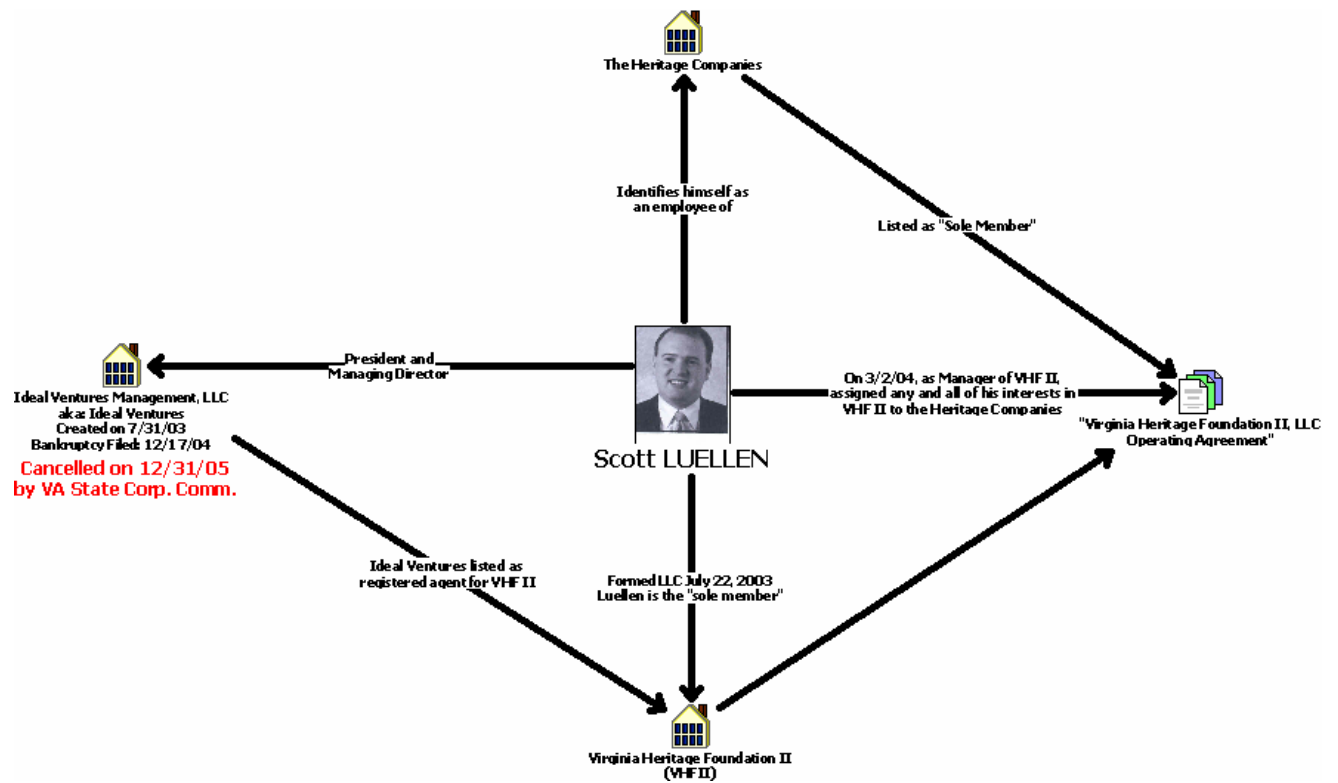 The Heritage Companies
Identifies himself as
an employee of
Listed as "Sole Member"
President and
Managing Director
Ideal Ventures Management, LLC
aka: Ideal Ventures
Created on 7/31/03
Bankruptcy Filed: 12/17/04
Cancelled on 12/31/05
by VA State Corp. Comm.
Scott LUELLEN
On 3/2/04, as Manager of VHF II,
assigned any and all of his interests in
VHF II to the Heritage Companies
"Virginia Heritage Foundation II, LLC
Operating Agreement"
Ideal Ventures listed as
registered agent for VHF II
Formed LLC July 22, 2003
Luellen is the "sole member"
Virginia Heritage Foundation II
(VHF II)